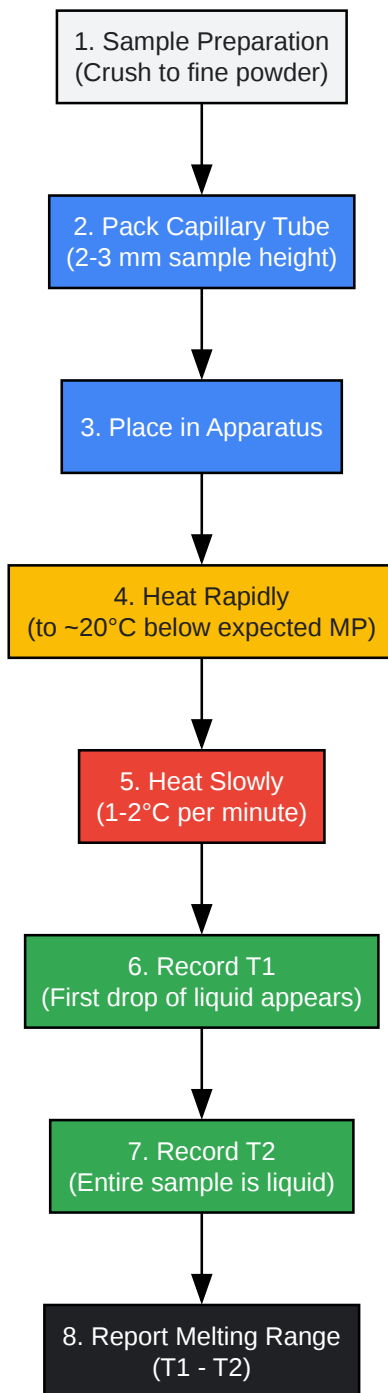 1. Sample Preparation
(Crush to fine powder)
2. Pack Capillary Tube
(2-3 mm sample height)
3. Place in Apparatus
4. Heat Rapidly
(to ~20°C below expected MP)
5. Heat Slowly
(1-2°C per minute)
6. Record T1
(First drop of liquid appears)
7. Record T2
(Entire sample is liquid)
8. Report Melting Range
(T1 - T2)